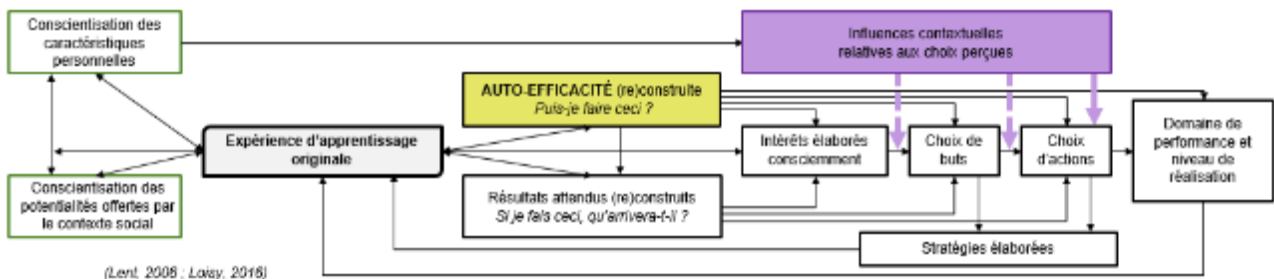 Conscientisation des
caractéristiques
personnelles
Influences contextuelles
relatives aux choix perçues
AUTO-EFFICACITÉ (re)construite
Puis-je faire ceci ?
Expérience d'apprentissage
originale
Intérêts élaborés
consciemment
Choix de
buts
Choix
d'actions
Domaine de
performance et
niveau de
réalisation
Conscientisation des
potentialités offertes par
le contexte social
Résultats attendus (re)construits
Si je fais ceci, qu'arrivera-t-il ?
Stratégies élaborées
(Lent, 2008 ; Loisy, 2016)